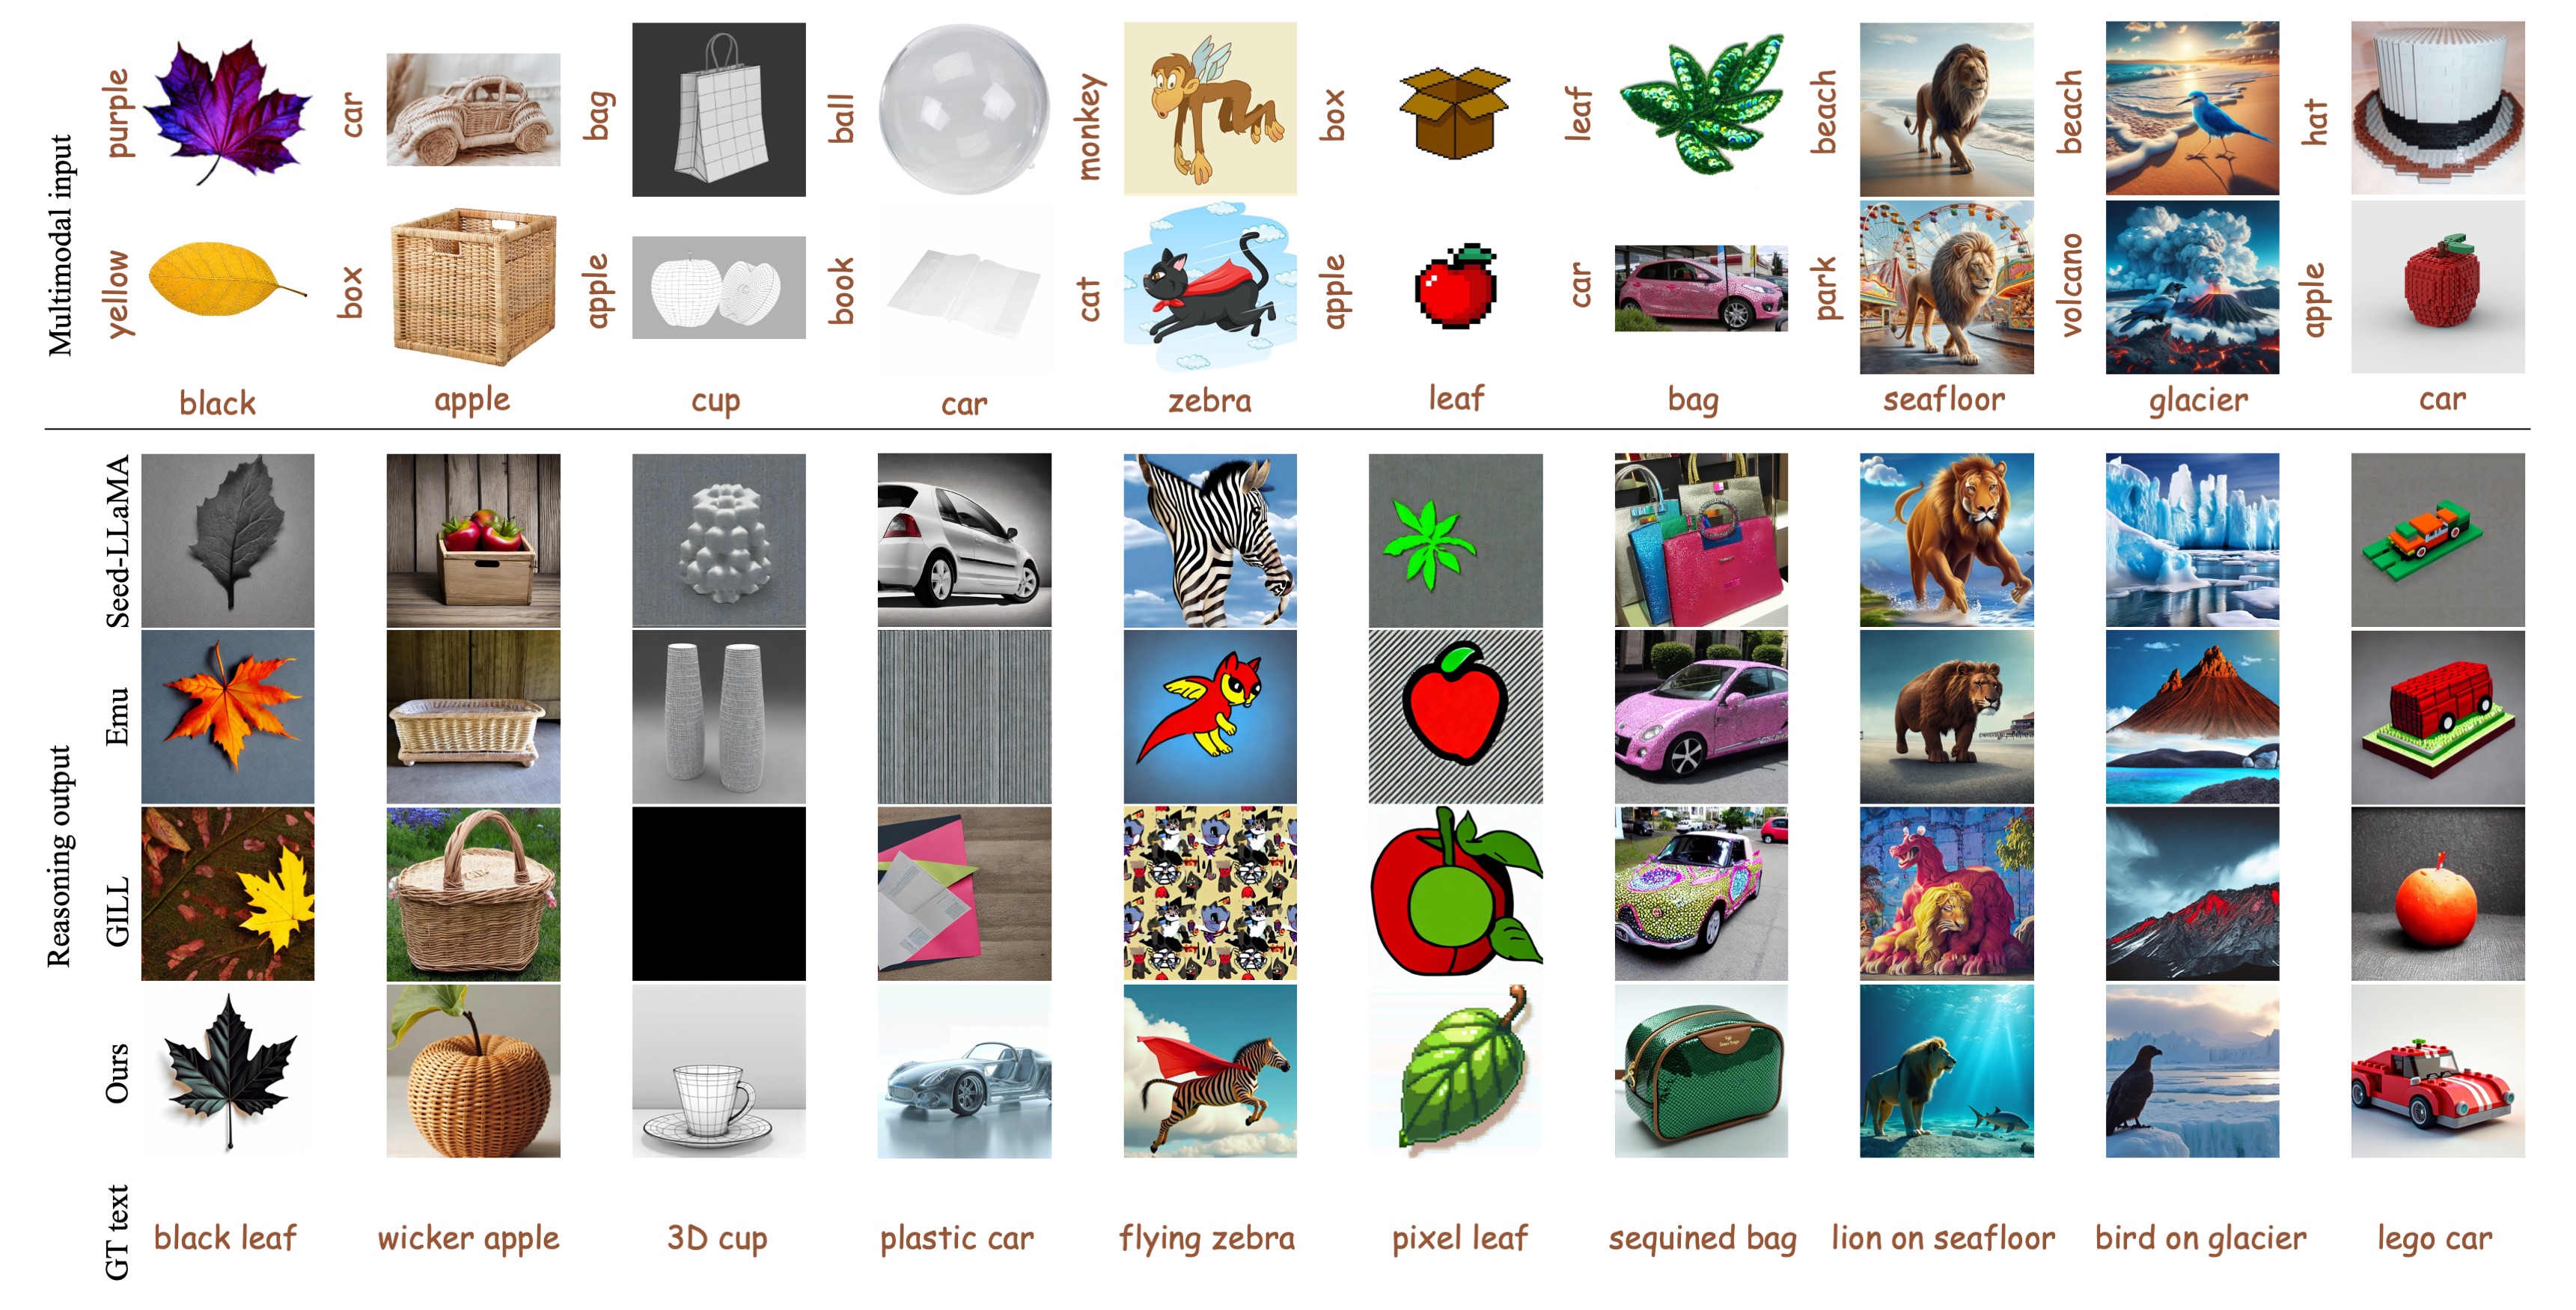 Multimodal input
purple
car
bag
ball
monkey
box
leaf
beach
beach
hat
yellow
box
apple
book
cat
apple
car
park
volcano
apple
black
apple
cup
car
zebra
leaf
bag
seafloor
glacier
car
Reasoning output
Seed-LLaMA
Emu
GILL
Ours
GT text
black leaf
wicker apple
3D cup
plastic car
flying zebra
pixel leaf
sequined bag
lion on seafloor
bird on glacier
lego car